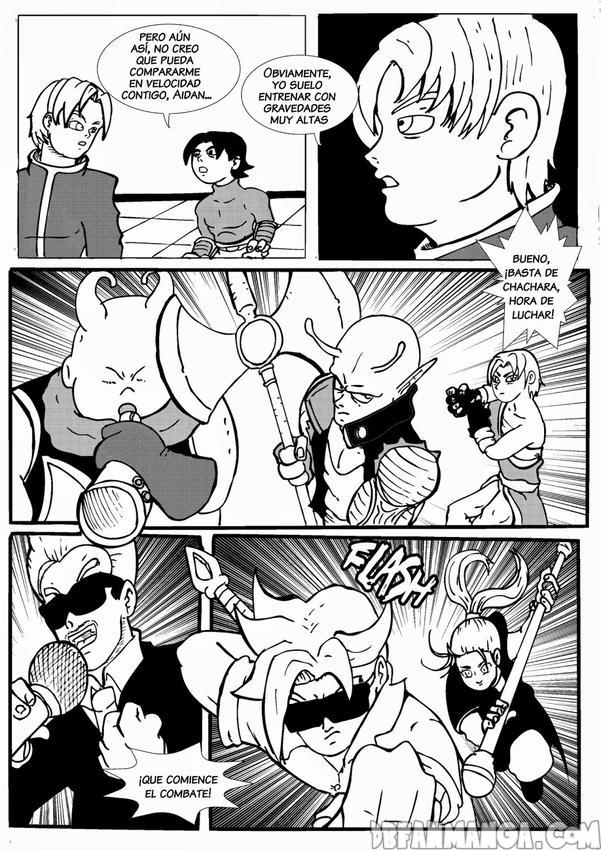 PERO AÚN
ASÍ, NO CREO
QUE PUEDA
COMPARARME
EN VELOCIDAD
CONTIGO, AIDAN...
OBVIAMENTE,
YO SUELO
ENTRENAR CON
GRAVEDADES
MUY ALTAS
BUENO,
¡BASTA DE
CHACHARA,
HORA DE
LUCHAR!
FLASH
¡QUE COMIENCE
EL COMBATE!
DBFANMANGA.COM